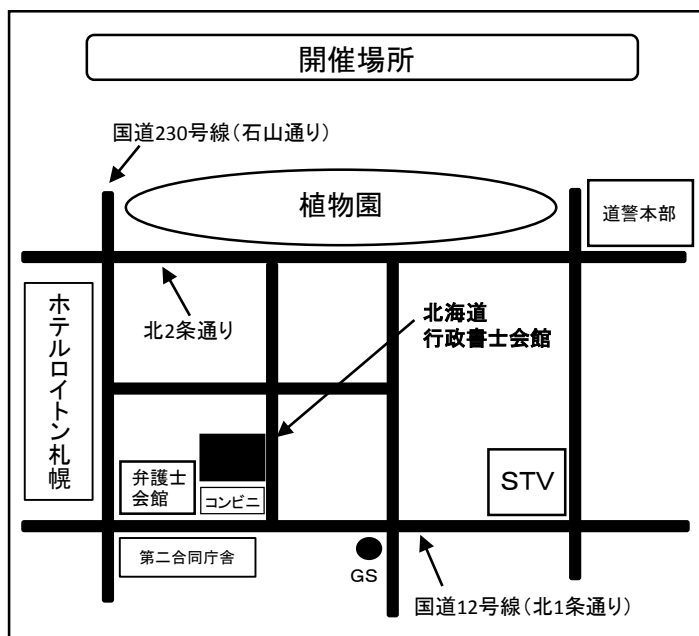 開催場所
国道230号線(石山通り)
植物園
道警本部
北2条通り
北海道
行政書士会館
ホテルロイトン札幌
弁護士
会館
コンビニ
STV
第二合同庁舎
GS
国道12号線(北1条通り)